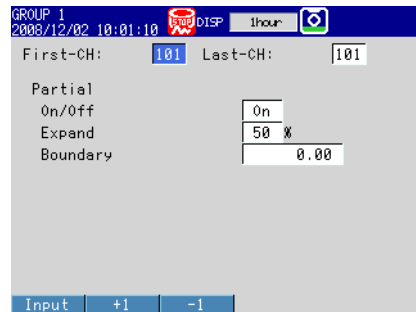 GROUP 1
2008/12/02 10:01:10 STOP DISP 1hour
First-CH: 101 Last-CH: 101
Partial
On/Off On
Expand 50 %
Boundary 0.00
Input +1 -1